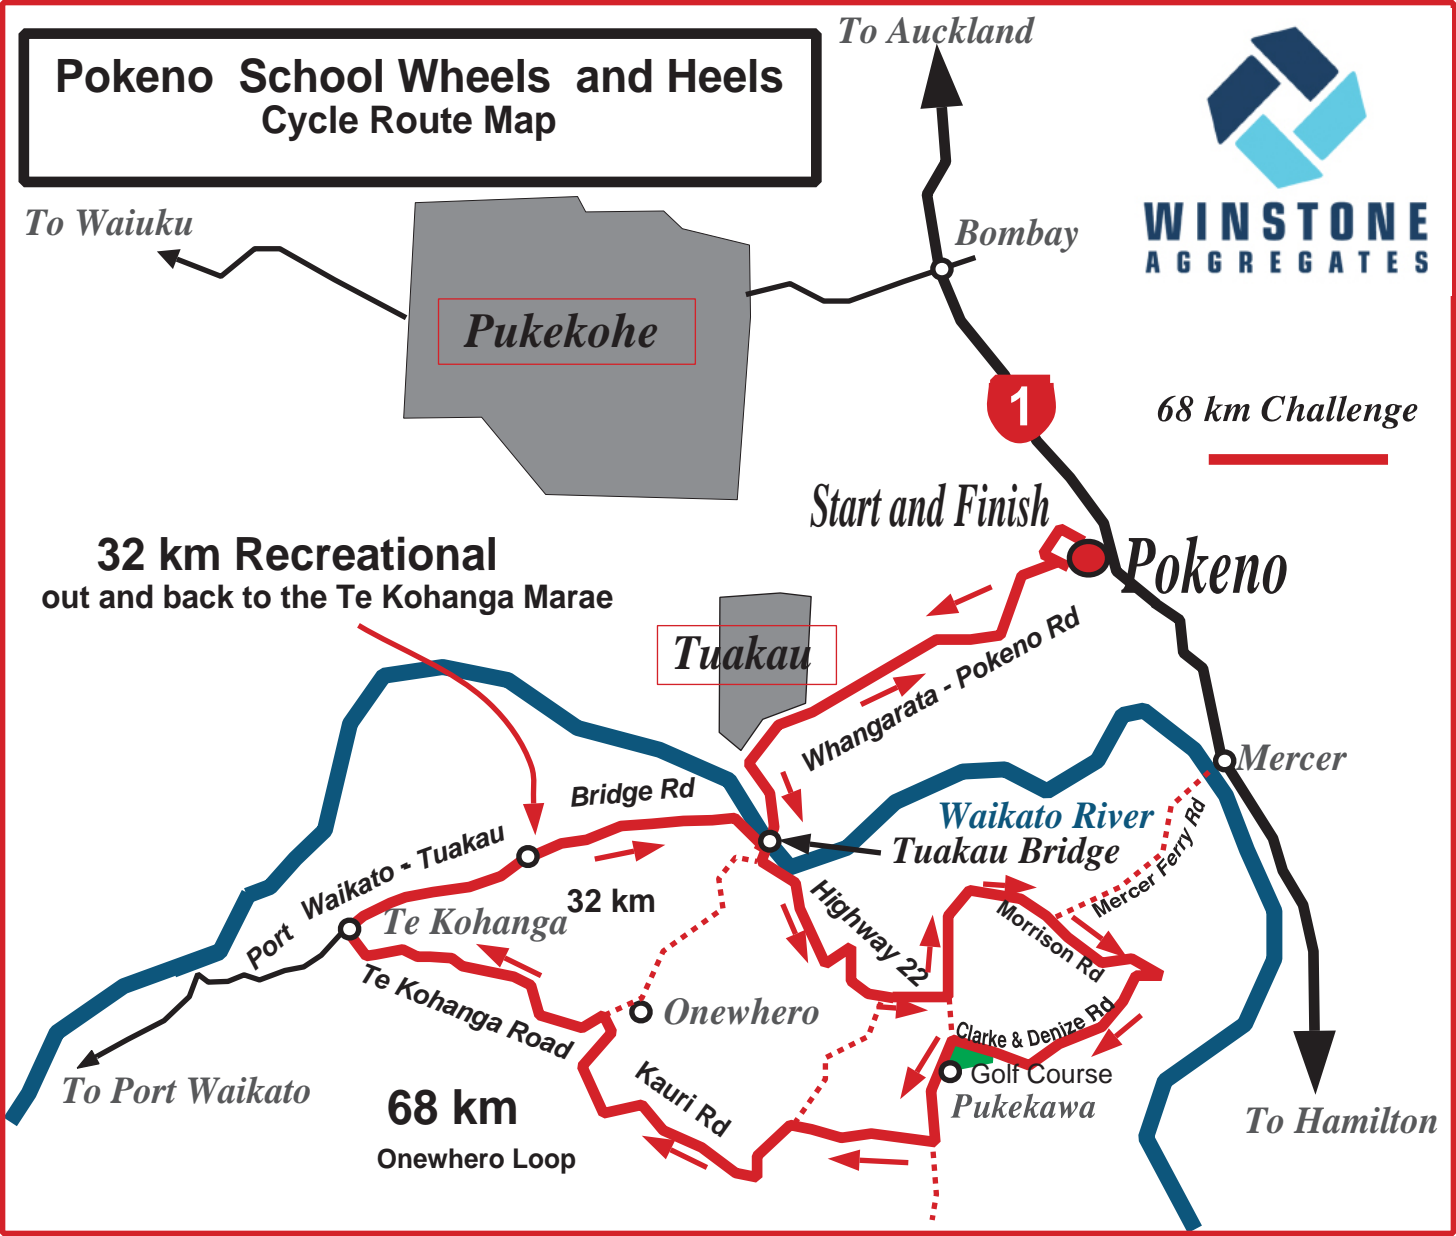 To Auckland
Pokeno School Wheels and Heels
Cycle Route Map
To Waiuku
Bombay
WINSTONE
AGGREGATES
Pukekohe
1
68 km Challenge
Start and Finish
Pokeno
32 km Recreational
out and back to the Te Kohanga Marae
Tuakau
Whangarata - Pokeno Rd
Mercer
Bridge Rd
Waikato River
Tuakau Bridge
Mercer Ferry Rd
Port Waikato - Tuakau
32 km
Te Kohanga
Highway 22
Morrison Rd
Te Kohanga Road
Onewhero
Clarke & Denize Rd
Golf Course
Pukekawa
To Port Waikato
Kauri Rd
68 km
Onewhero Loop
To Hamilton